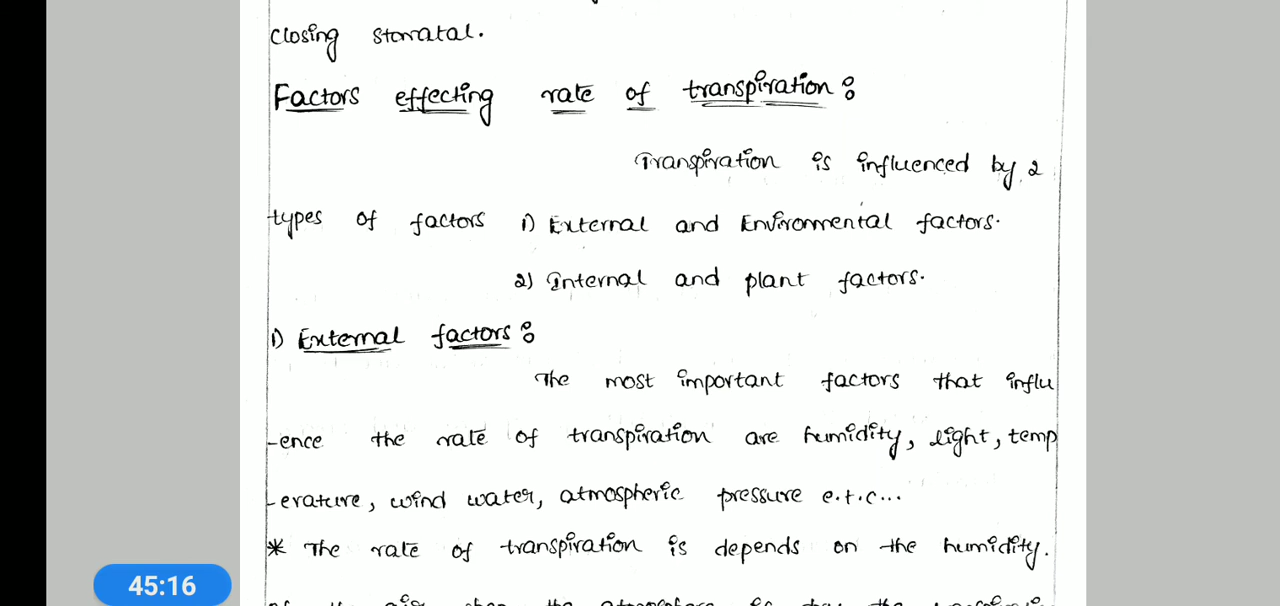 closing stomatal.
Factors effecting rate of transpiration :
Transpiration is influenced by 2
types of factors 1) External and Environmental factors.
2) Internal and plant factors.
1) External factors :
The most important factors that influ
-ence the rate of transpiration are humidity, light, temp
-erature, wind water, atmospheric pressure e.t.c...
* The rate of transpiration is depends on the humidity.
45:16